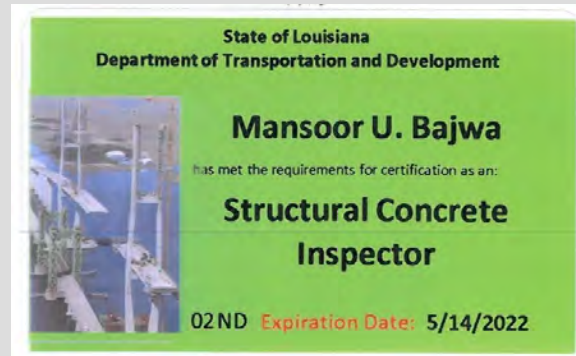 State of Louisiana
Department of Transportation and Development
Mansoor U. Bajwa
has met the requirements for certification as an:
Structural Concrete
Inspector
02ND Expiration Date: 5/14/2022